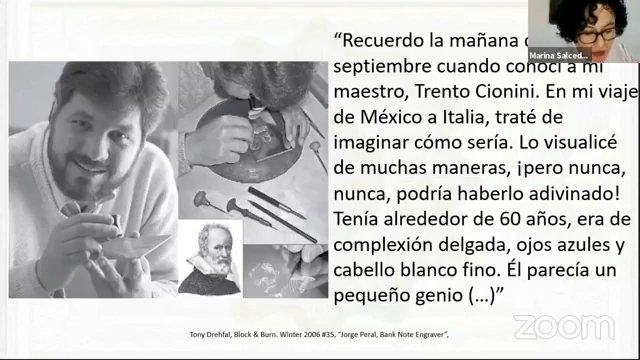 “Recuerdo la mañana
Marina Salced...
septiembre cuando conocí a mi
maestro, Trento Cionini. En mi viaje
de México a Italia, traté de
imaginar cómo sería. Lo visualicé
de muchas maneras, ¡pero nunca,
nunca, podría haberlo adivinado!
Tenía alrededor de 60 años, era de
complexión delgada, ojos azules y
cabello blanco fino. Él parecía un
pequeño genio (…)”
Tony Drehfal, Block & Burn. Winter 2006 #35, “Jorge Peral, Bank Note Engraver”,
zoom